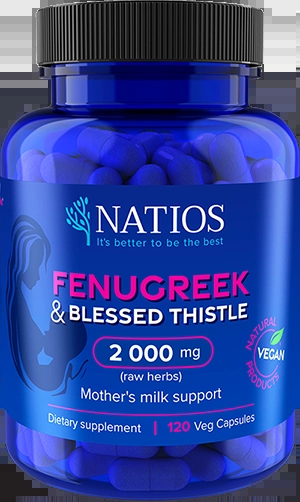 NATIOS
It's better to be the best
FENUGREEK
& BLESSED THISTLE
2 000 mg
(raw herbs)
Mother's milk support
NATURAL
VEGAN
PRODUCTS
Dietary supplement | 120 Veg Capsules